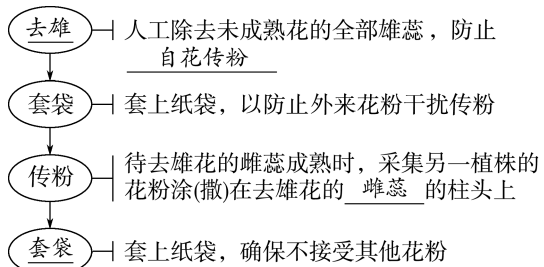 去雄 人工除去未成熟花的全部雄蕊，防止
自花传粉
套袋 套上纸袋，以防止外来花粉干扰传粉
待去雄花的雌蕊成熟时，采集另一植株的
传粉 花粉涂(撒)在去雄花的 雌蕊 的柱头上
套袋 套上纸袋，确保不接受其他花粉